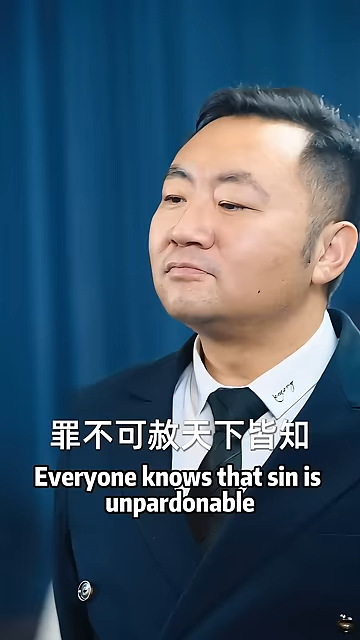 罪不可赦天下皆知
Everyone knows that sin is
unpardonable